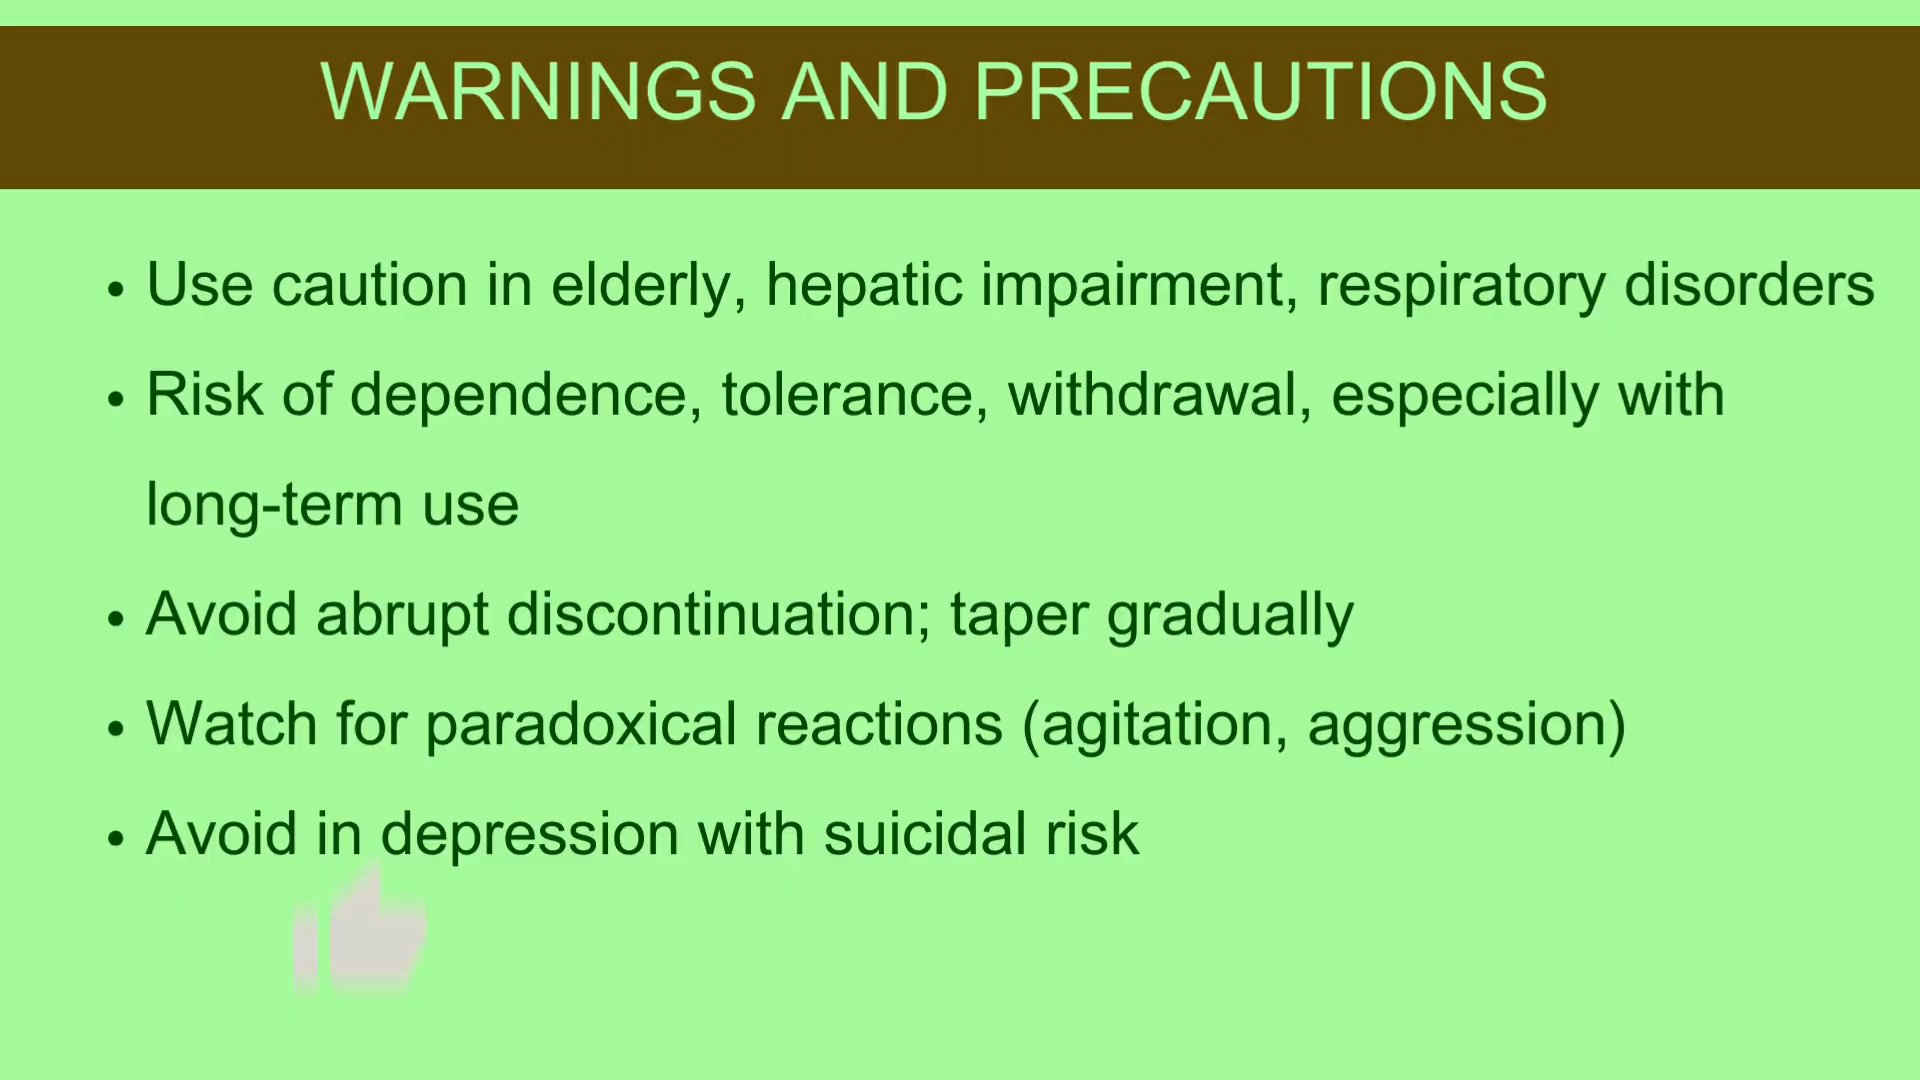 WARNINGS AND PRECAUTIONS
• Use caution in elderly, hepatic impairment, respiratory disorders
• Risk of dependence, tolerance, withdrawal, especially with
long-term use
• Avoid abrupt discontinuation; taper gradually
• Watch for paradoxical reactions (agitation, aggression)
• Avoid in depression with suicidal risk